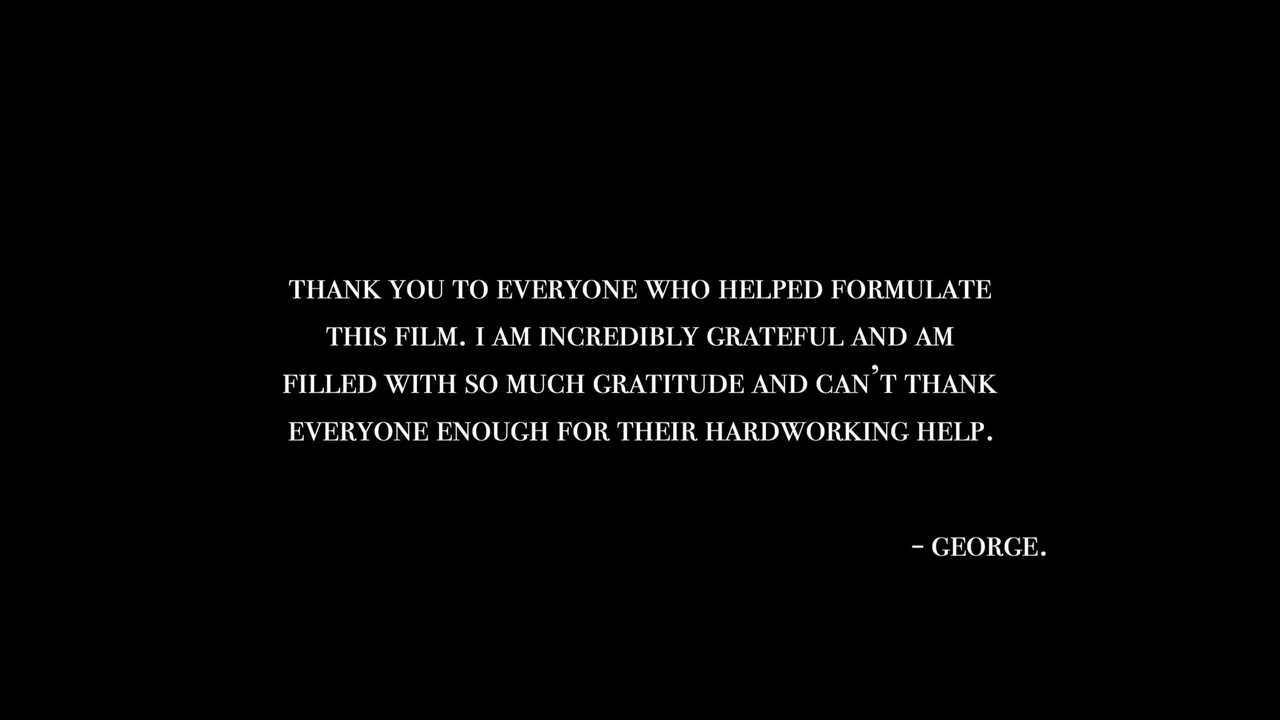 THANK YOU TO EVERYONE WHO HELPED FORMULATE
THIS FILM. I AM INCREDIBLY GRATEFUL AND AM
FILLED WITH SO MUCH GRATITUDE AND CAN’T THANK
EVERYONE ENOUGH FOR THEIR HARDWORKING HELP.
– GEORGE.